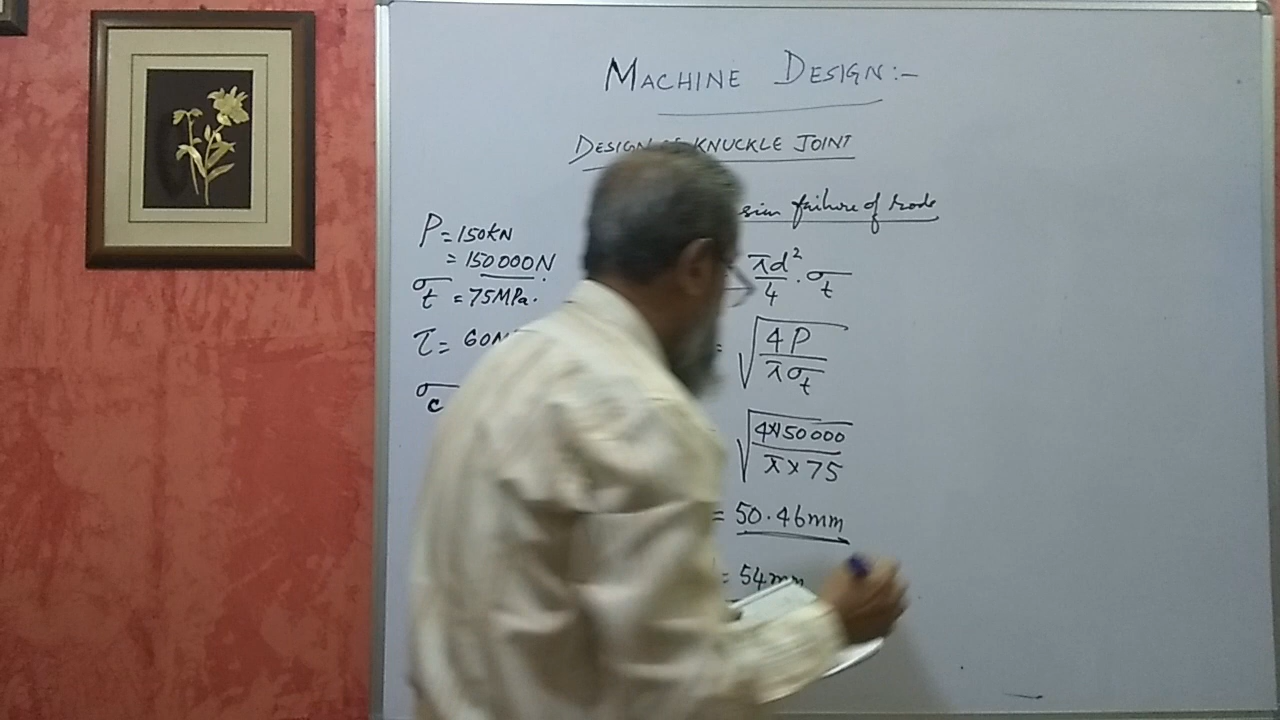 MACHINE DESIGN:-
DESIGN OF KNUCKLE JOINT
failure of rods
P = 150KN
= 150000N
σt = 75MPa.
τ = 60N
σc
πd²/4 . σt
= √(4P/πσt)
√(4×150000/π×75)
= 50.46mm
= 54mm